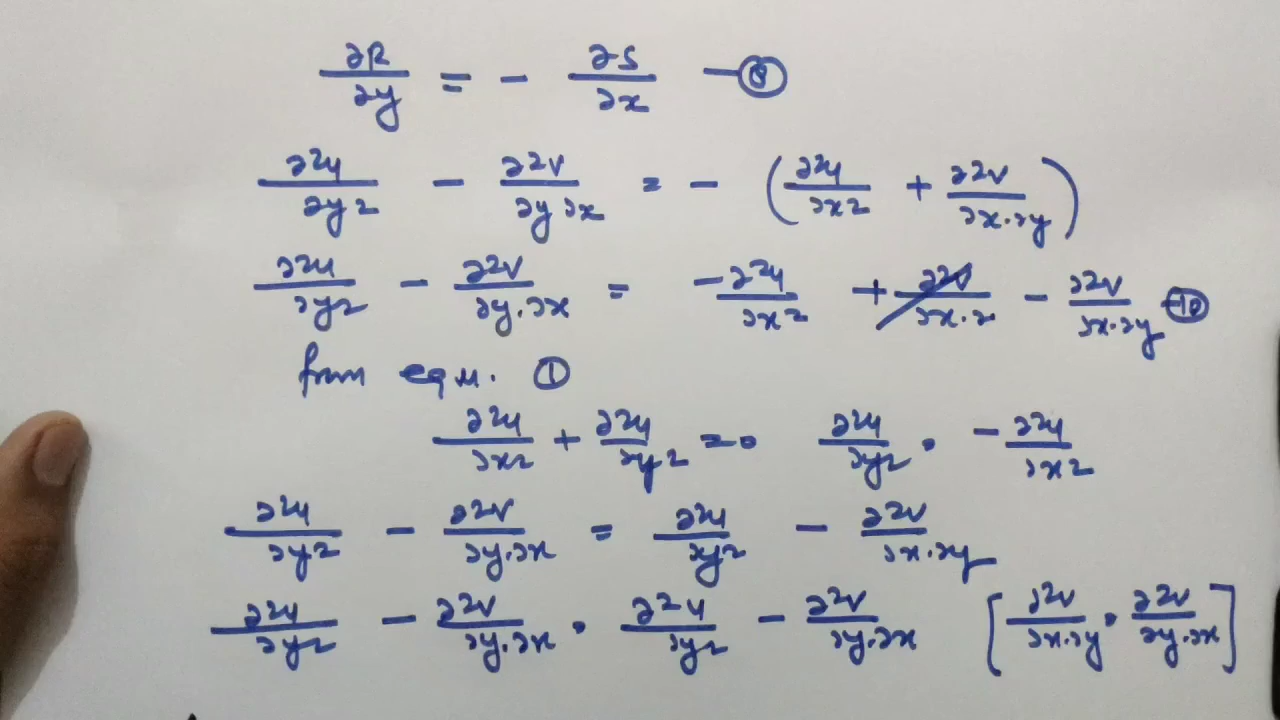 ∂R/∂y = - ∂S/∂x —⑧
∂²u/∂y² - ∂²v/∂y ∂x = - (∂²u/∂x² + ∂²v/∂x·∂y)
∂²u/∂y² - ∂²v/∂y·∂x = -∂²u/∂x² + - ∂²v/∂x·∂y —⑩
from eqn. ①
∂²u/∂x² + ∂²u/∂y² = 0 ∂²u/∂y² = -∂²u/∂x²
∂²u/∂y² - ∂²v/∂y·∂x = ∂²u/∂y² - ∂²v/∂x·∂y
∂²u/∂y² - ∂²v/∂y·∂x = ∂²u/∂y² - ∂²v/∂y·∂x [∂²v/∂x·∂y = ∂²v/∂y·∂x]